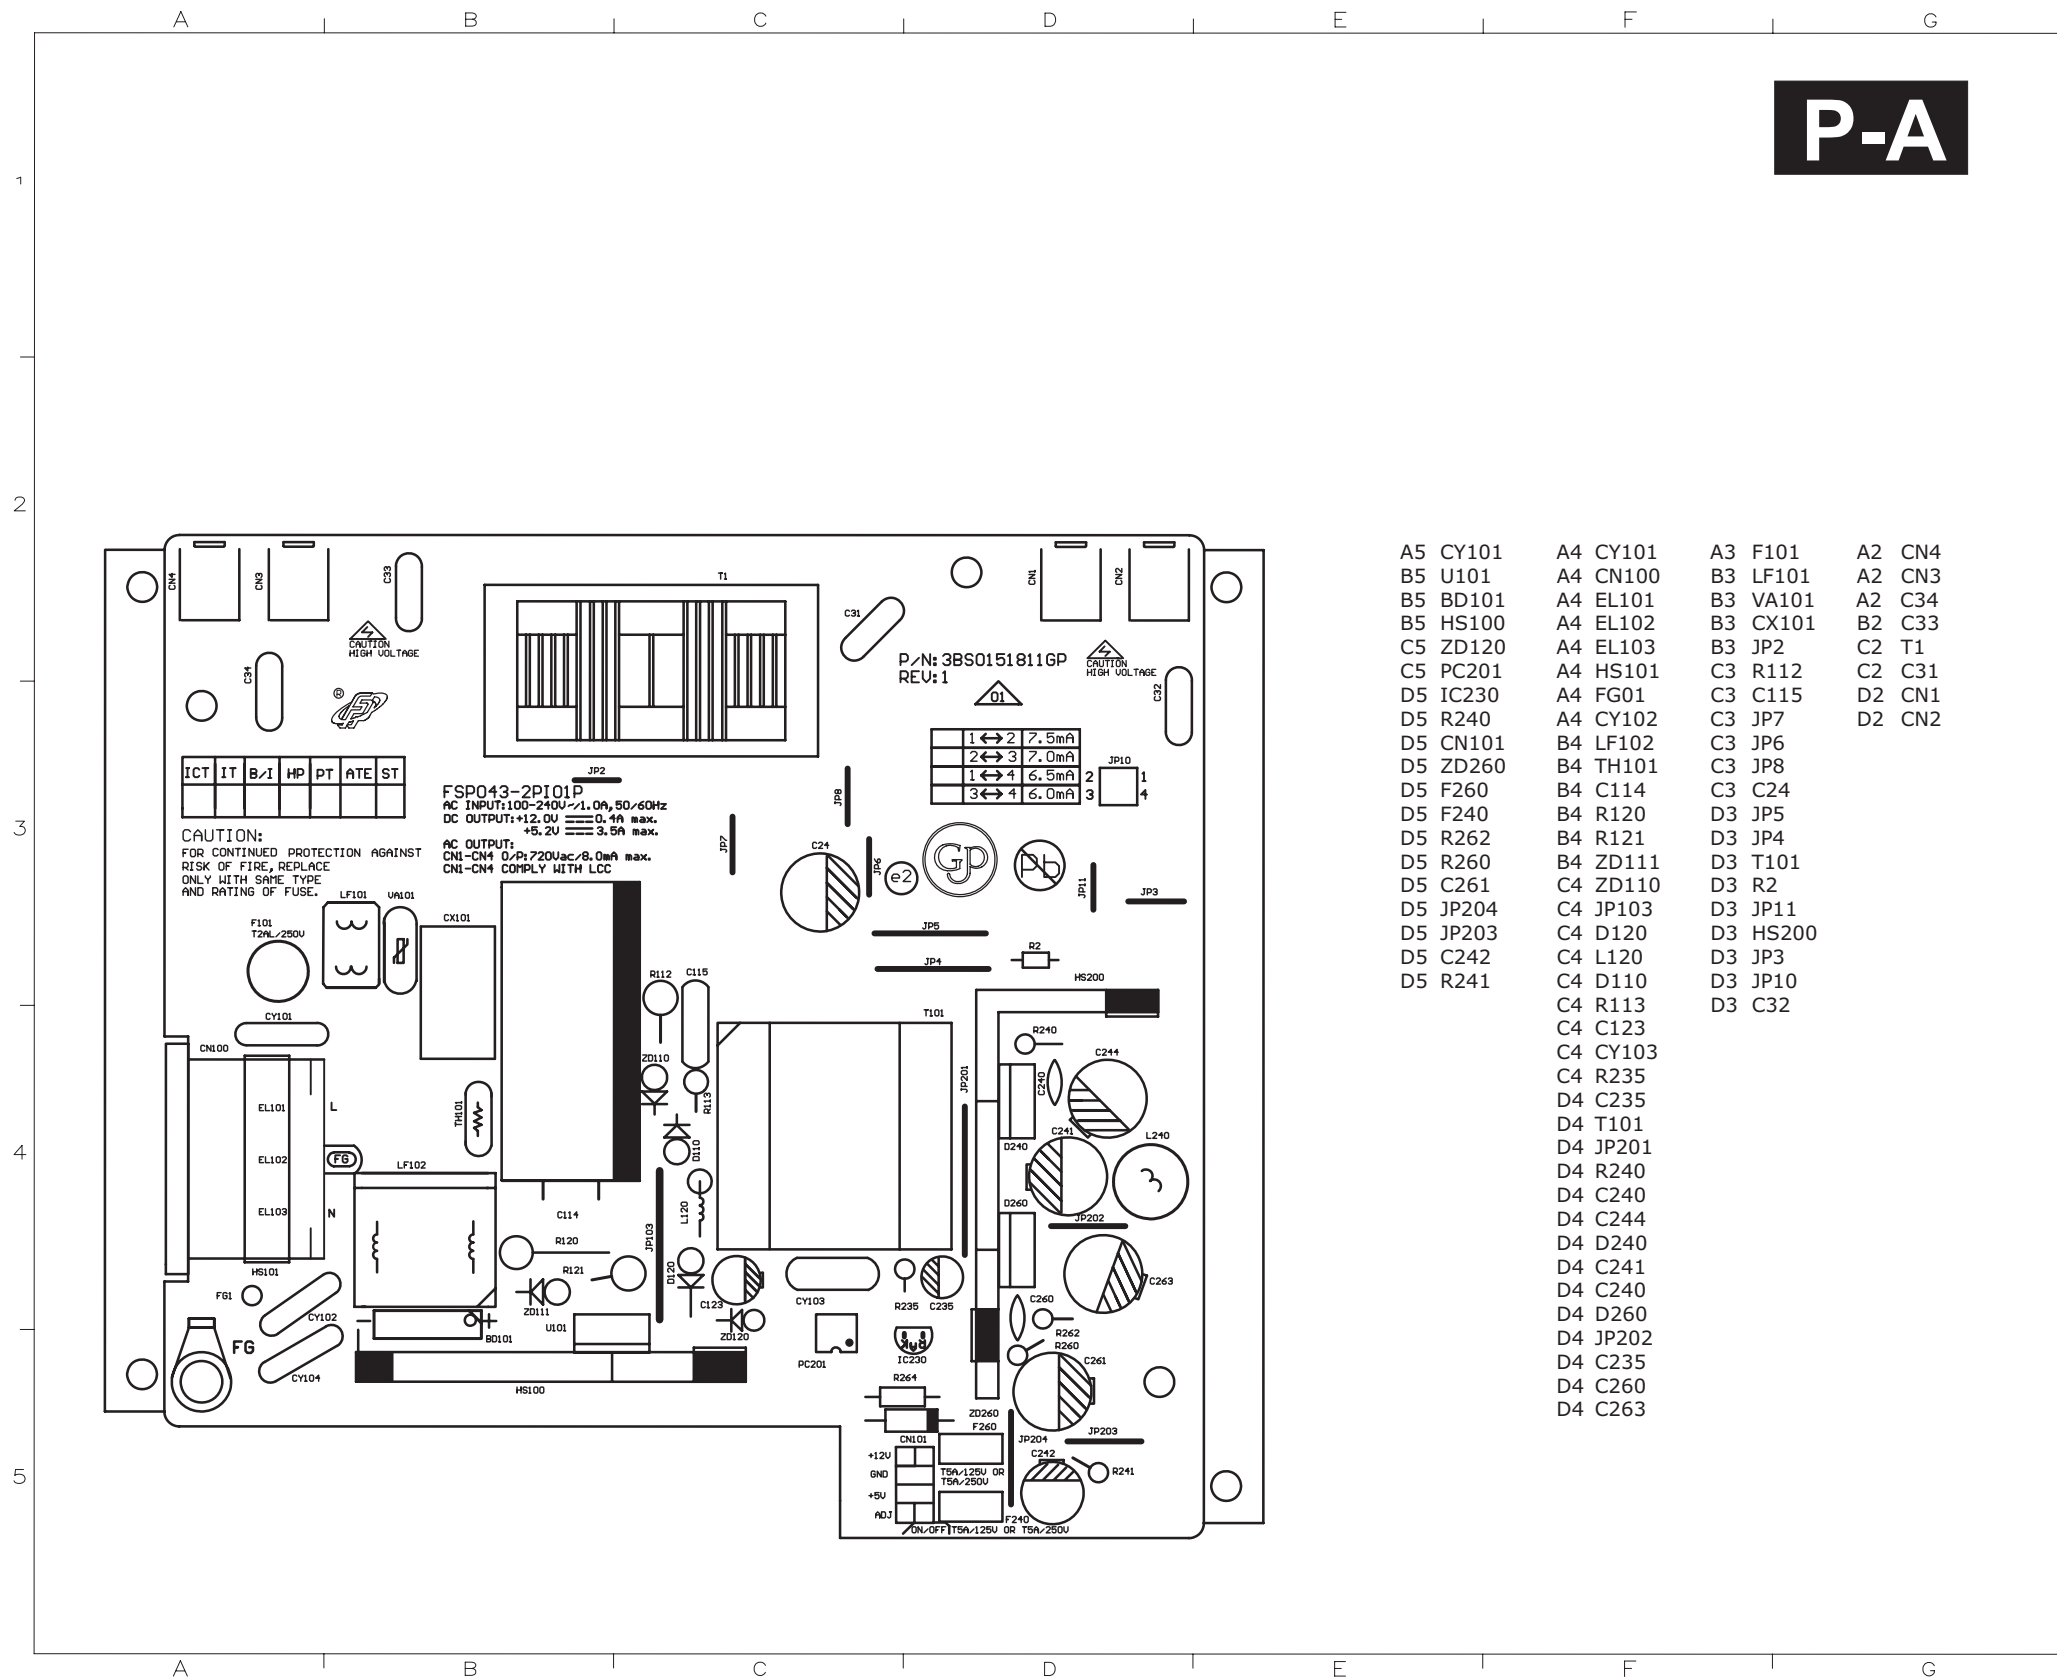 A B C D E F G
P-A
1
2
3
4
5
CN4
CN3
C33
T1
C31
CN1
CN2
CAUTION
HIGH VOLTAGE
C34
®
P/N:3BS0151811GP
REV:1
01
CAUTION
HIGH VOLTAGE
C32
1↔2 7.5mA
2↔3 7.0mA
1↔4 6.5mA
3↔4 6.0mA
JP10
2 1
3 4
ICT IT B/I HP PT ATE ST
JP2
FSP043-2PI01P
AC INPUT:100-240V~/1.0A,50/60Hz
DC OUTPUT:+12.0V 0.4A max.
+5.2V 3.5A max.
AC OUTPUT:
CN1-CN4 O/P:720Vac/8.0mA max.
CN1-CN4 COMPLY WITH LCC
JP8
JP7
C24
JP6
e2
GP
Pb
JP11
JP3
CAUTION:
FOR CONTINUED PROTECTION AGAINST
RISK OF FIRE, REPLACE
ONLY WITH SAME TYPE
AND RATING OF FUSE.
LF101
VA101
CX101
F101
T2AL/250V
JP5
JP4
R2
HS200
R112
C115
CY101
T101
R240
CN100
ZD110
C244
JP201
C240
R113
EL101
L
TH101
D110
C241
L240
D240
3
EL102
FG
LF102
EL103
N
C114
L120
D260
JP202
JP103
R120
R121
D120
HS101
FG1
CY102
ZD111
C123
CY103
R235
C235
C260
C263
BD101
U101
ZD120
R262
R260
FG
CY104
HS100
PC201
IC230
C261
R264
ZD260
F260
CN101
JP204
JP203
C242
+12V
GND
+5V
ADJ
T5A/125V OR
T5A/250V
R241
F240
ON/OFF T5A/125V OR T5A/250V
A5 CY101
B5 U101
B5 BD101
B5 HS100
C5 ZD120
C5 PC201
D5 IC230
D5 R240
D5 CN101
D5 ZD260
D5 F260
D5 F240
D5 R262
D5 R260
D5 C261
D5 JP204
D5 JP203
D5 C242
D5 R241
A4 CY101
A4 CN100
A4 EL101
A4 EL102
A4 EL103
A4 HS101
A4 FG01
A4 CY102
B4 LF102
B4 TH101
B4 C114
B4 R120
B4 R121
B4 ZD111
C4 ZD110
C4 JP103
C4 D120
C4 L120
C4 D110
C4 R113
C4 C123
C4 CY103
C4 R235
D4 C235
D4 T101
D4 JP201
D4 R240
D4 C240
D4 C244
D4 D240
D4 C241
D4 C240
D4 D260
D4 JP202
D4 C235
D4 C260
D4 C263
A3 F101
B3 LF101
B3 VA101
B3 CX101
B3 JP2
C3 R112
C3 C115
C3 JP7
C3 JP6
C3 JP8
C3 C24
D3 JP5
D3 JP4
D3 T101
D3 R2
D3 JP11
D3 HS200
D3 JP3
D3 JP10
D3 C32
A2 CN4
A2 CN3
A2 C34
B2 C33
C2 T1
C2 C31
D2 CN1
D2 CN2
A B C D E F G